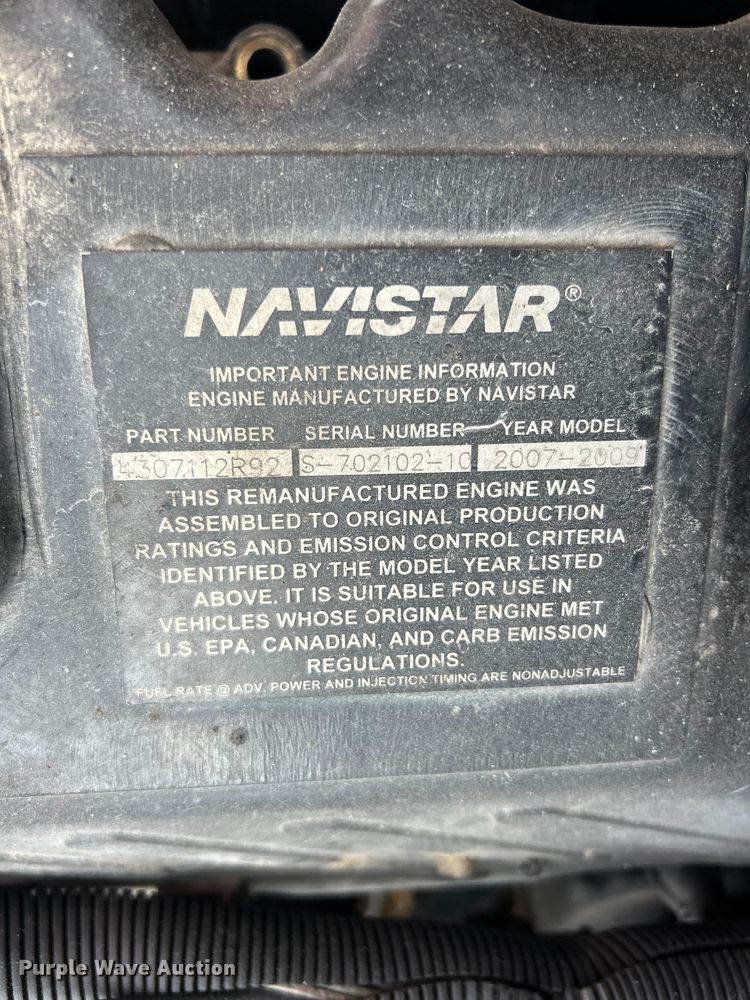 NAVISTAR®
IMPORTANT ENGINE INFORMATION
ENGINE MANUFACTURED BY NAVISTAR
PART NUMBER SERIAL NUMBER YEAR MODEL
4307112R92 S-702102-10 2007-2009
THIS REMANUFACTURED ENGINE WAS
ASSEMBLED TO ORIGINAL PRODUCTION
RATINGS AND EMISSION CONTROL CRITERIA
IDENTIFIED BY THE MODEL YEAR LISTED
ABOVE. IT IS SUITABLE FOR USE IN
VEHICLES WHOSE ORIGINAL ENGINE MET
U.S. EPA, CANADIAN, AND CARB EMISSION
REGULATIONS.
FUEL RATE @ ADV. POWER AND INJECTION TIMING ARE NONADJUSTABLE
Purple Wave Auction